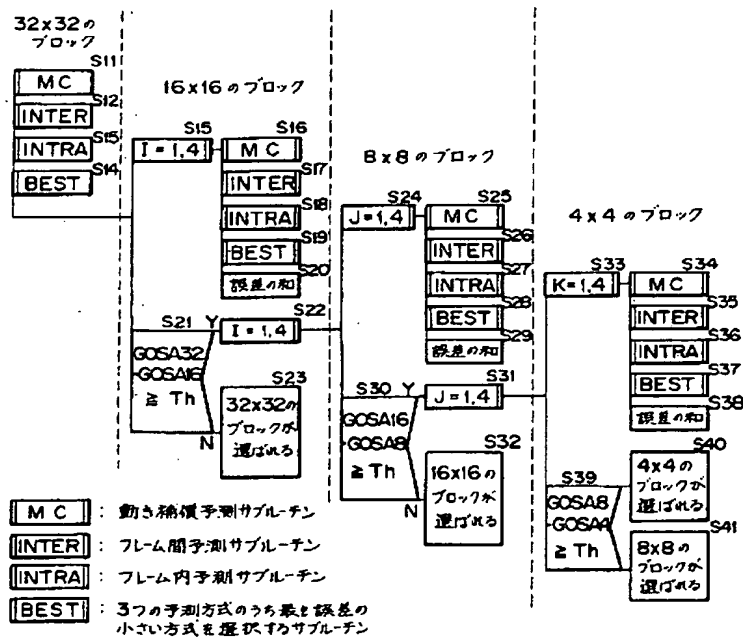 32x32の
ブロック
S11
MC
S12
INTER
S15
INTRA
S14
BEST
16x16のブロック
S15
I=1,4
S16
MC
S17
INTER
S18
INTRA
S19
BEST
S20
誤差の和
S21
Y
GOSA32
-GOSA16
≧ Th
N
S22
I=1,4
S23
32x32の
ブロックが
選ばれる
8x8のブロック
S24
J=1,4
S25
MC
S26
INTER
S27
INTRA
S28
BEST
S29
誤差の和
S30
Y
GOSA16
-GOSA8
≧ Th
N
S31
J=1,4
S32
16x16の
ブロックが
選ばれる
4x4のブロック
S33
K=1,4
S34
MC
S35
INTER
S36
INTRA
S37
BEST
S38
誤差の和
S39
GOSA8
-GOSA4
≧ Th
S40
4x4の
ブロックが
選ばれる
S41
8x8の
ブロックが
選ばれる
MC : 動き補償予測サブルーチン
INTER : フレーム間予測サブルーチン
INTRA : フレーム内予測サブルーチン
BEST : 3つの予測方式のうち最も誤差の
小さい方式を選択するサブルーチン